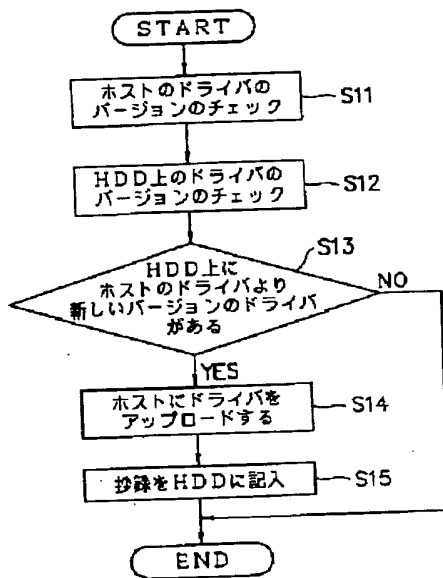 START
ホストのドライバの
バージョンのチェック
S11
HDD上のドライバの
バージョンのチェック
S12
S13
HDD上に
ホストのドライバより
新しいバージョンのドライバ
がある
NO
YES
ホストにドライバを
アップロードする
S14
抄録をHDDに記入
S15
END